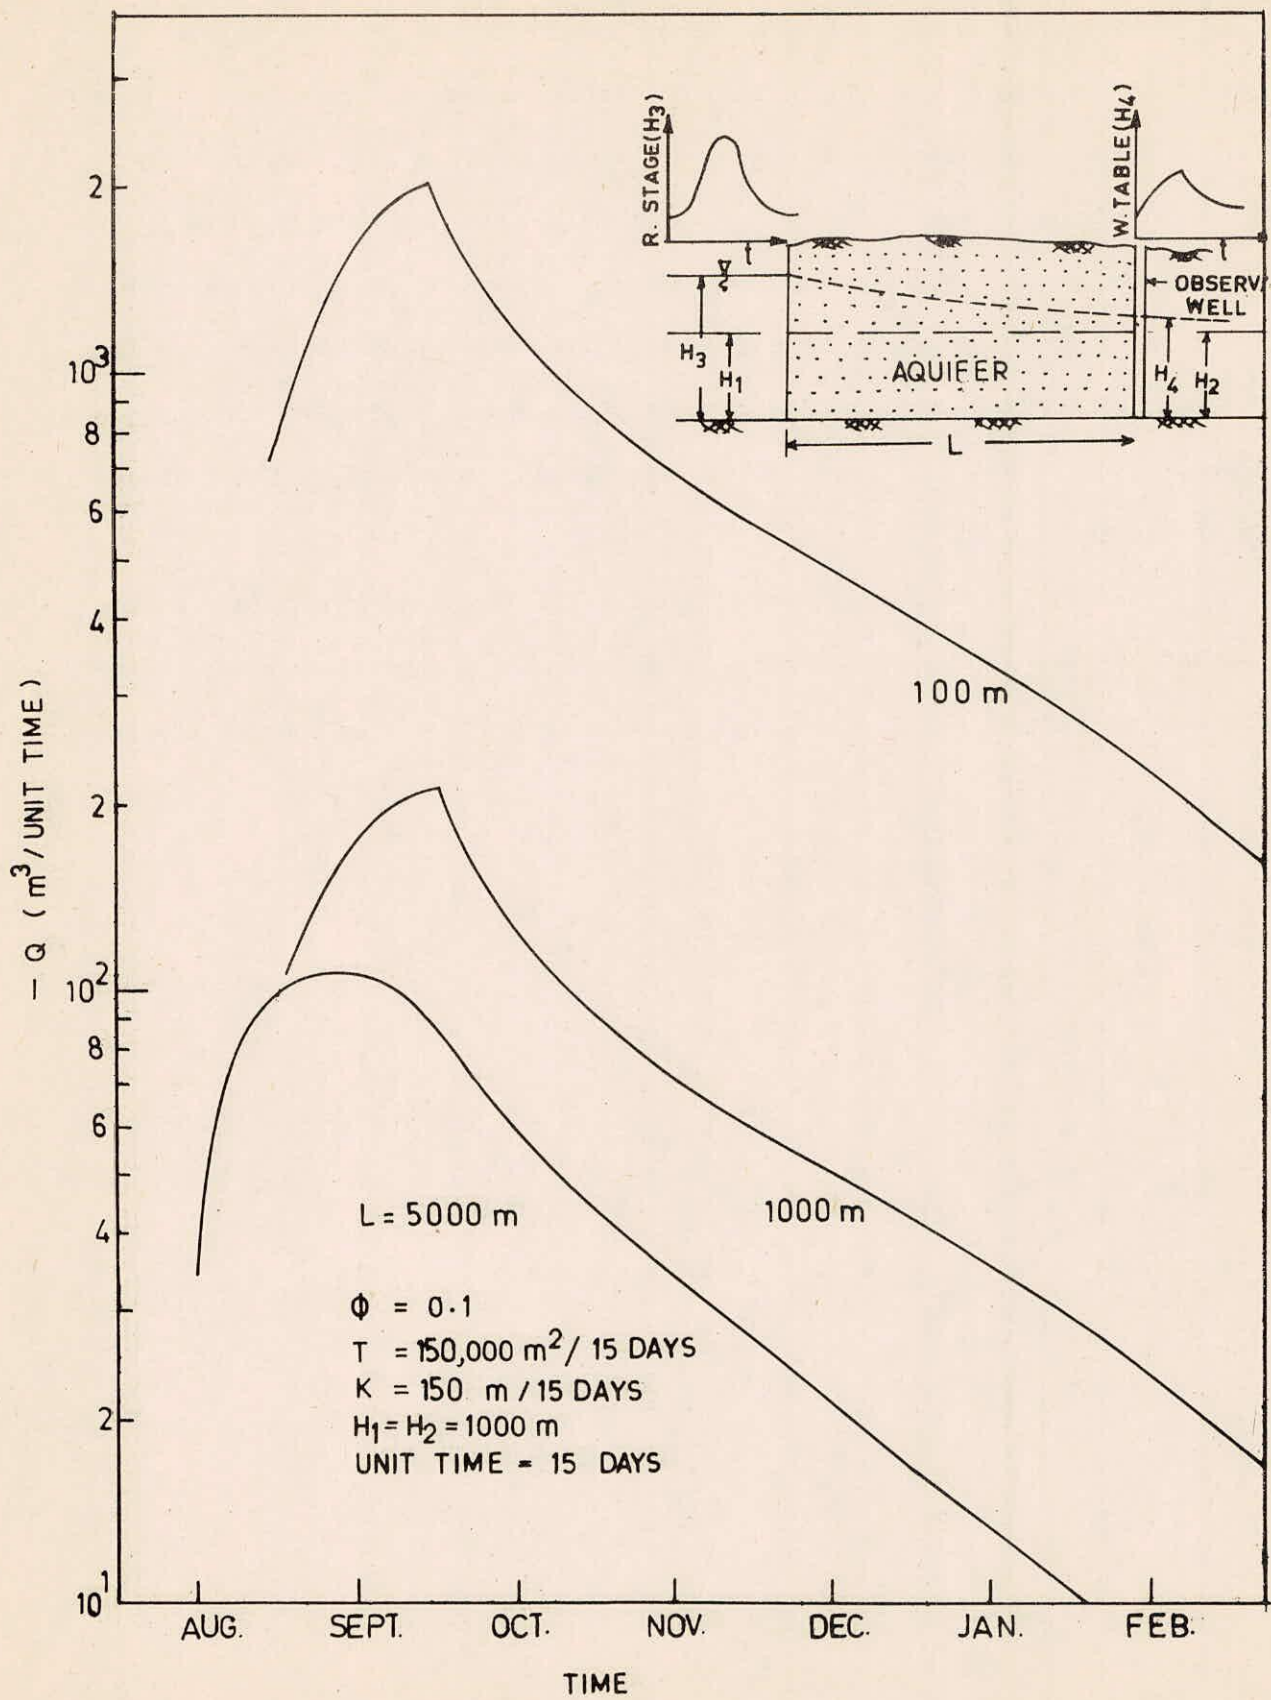 R. STAGE(H3)
W. TABLE(H4)
t
t
OBSERV
WELL
H3
H1
AQUIFER
H4
H2
L
2
10³
8
6
4
2
10²
8
6
4
2
10¹
− Q ( m³/ UNIT TIME )
100 m
1000 m
L = 5000 m
Φ = 0.1
T = 150,000 m²/ 15 DAYS
K = 150 m / 15 DAYS
H1 = H2 = 1000 m
UNIT TIME = 15 DAYS
AUG. SEPT. OCT. NOV. DEC. JAN. FEB.
TIME